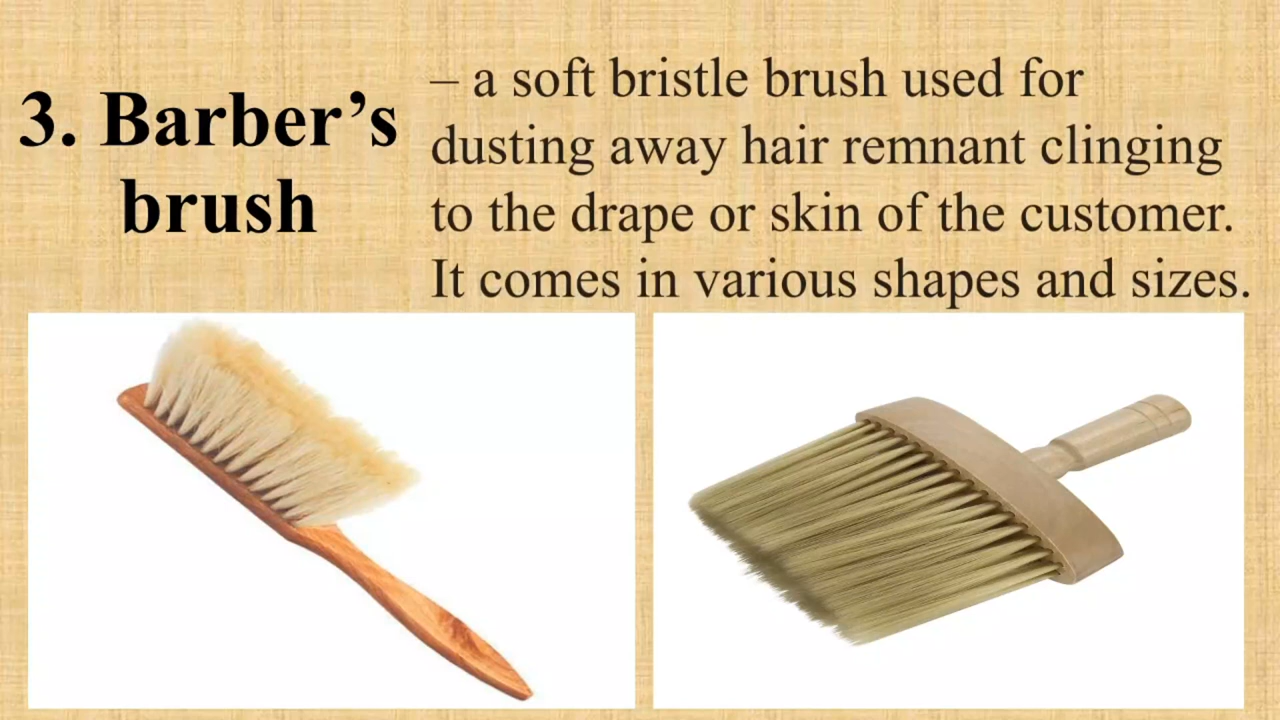 3. Barber’s
brush
– a soft bristle brush used for
dusting away hair remnant clinging
to the drape or skin of the customer.
It comes in various shapes and sizes.